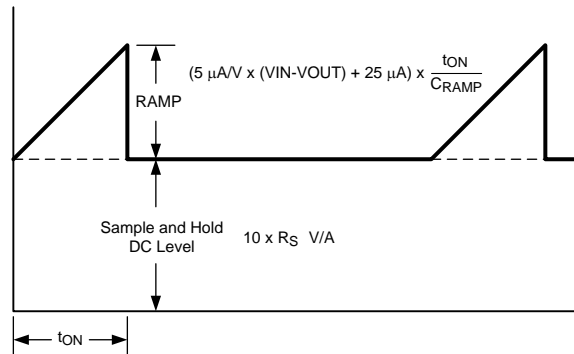 RAMP
(5 μA/V x (VIN-VOUT) + 25 μA) x tON / CRAMP
Sample and Hold
DC Level
10 x RS V/A
tON